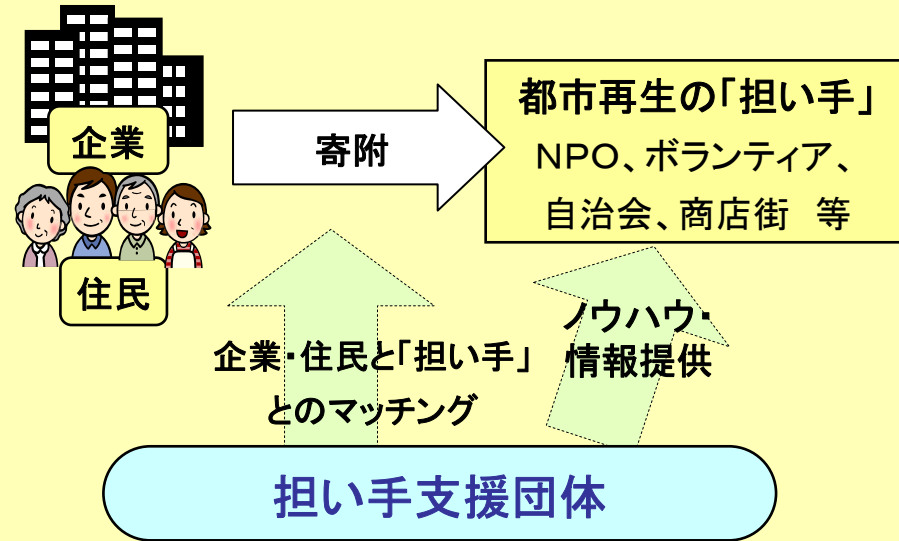 企業
住民
寄附
都市再生の「担い手」
NPO、ボランティア、
自治会、商店街 等
企業・住民と「担い手」
とのマッチング
ノウハウ・
情報提供
担い手支援団体